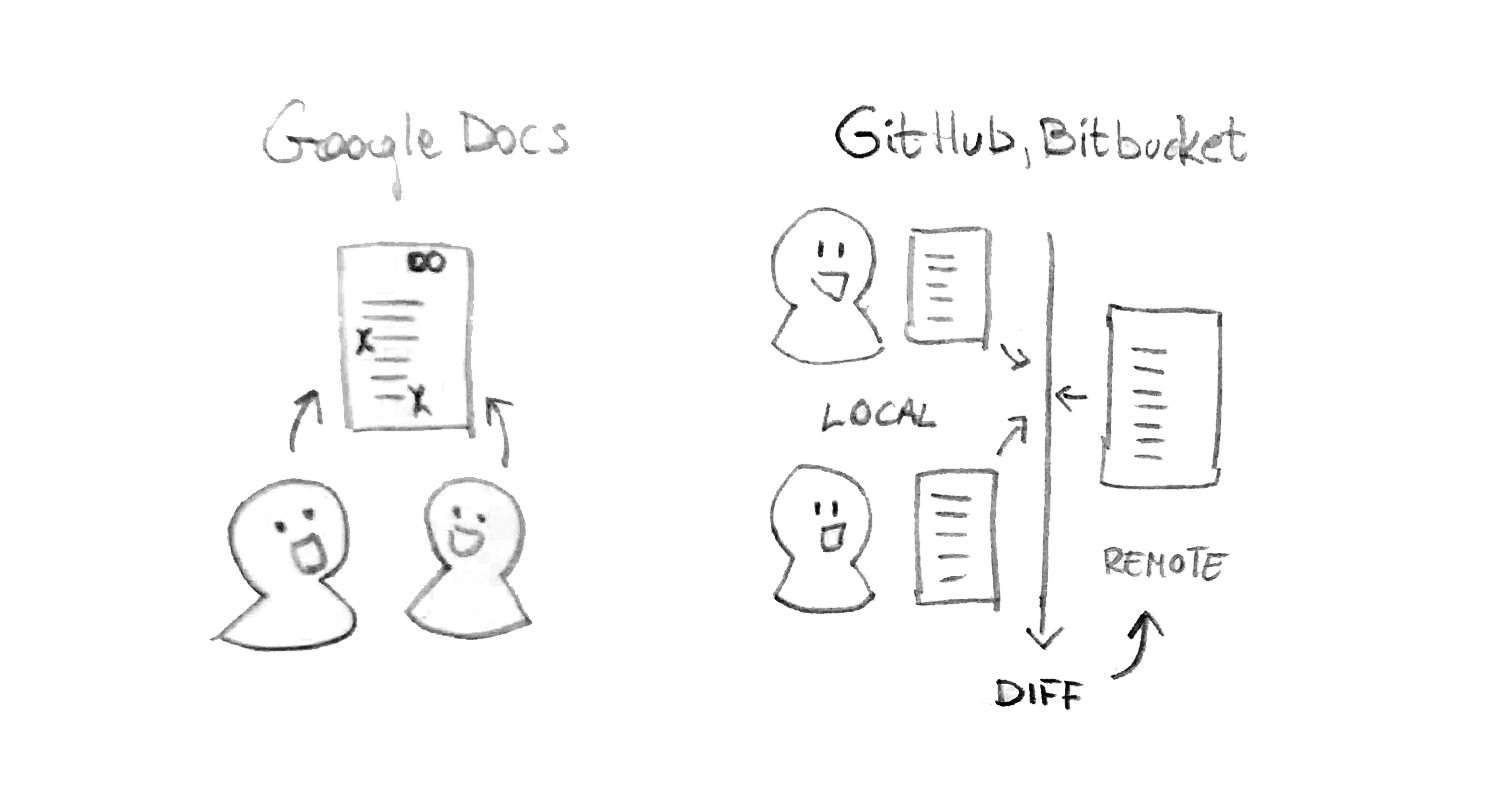 Google Docs
GitHub, Bitbucket
LOCAL
REMOTE
DIFF